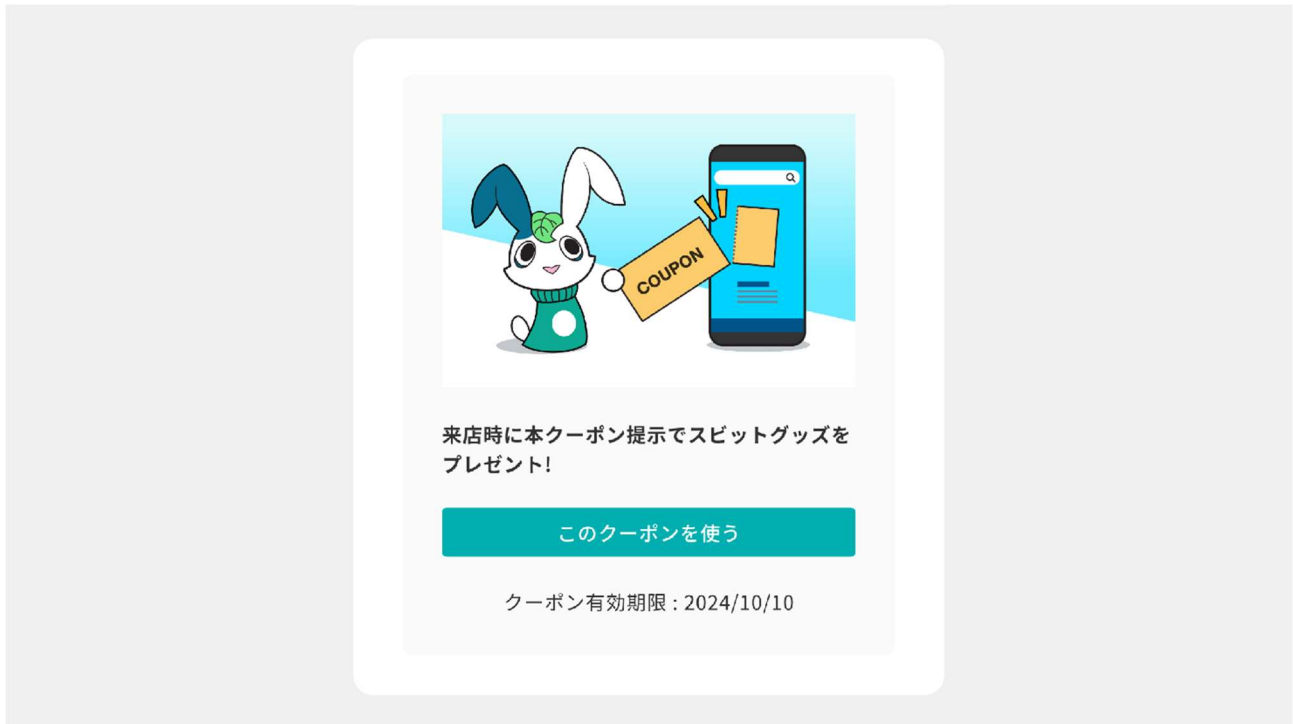 COUPON
来店時に本クーポン提示でスビットグッズを
プレゼント!
このクーポンを使う
クーポン有効期限 : 2024/10/10